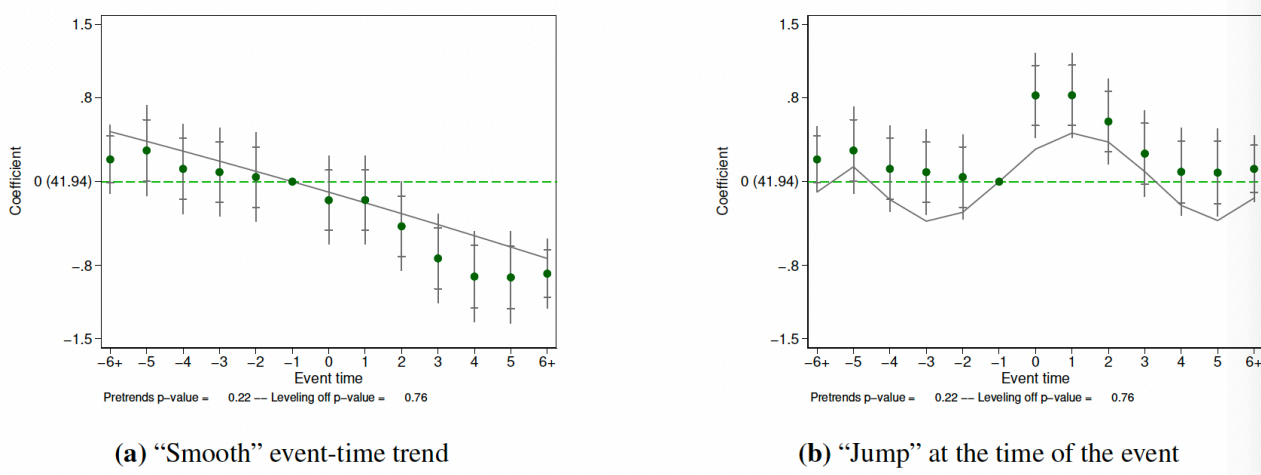 1.5
.8
0 (41.94)
−.8
−1.5
Coefficient
−6+ −5 −4 −3 −2 −1 0 1 2 3 4 5 6+
Event time
Pretrends p−value = 0.22 −− Leveling off p−value = 0.76
(a) “Smooth” event-time trend
1.5
.8
0 (41.94)
−.8
−1.5
Coefficient
−6+ −5 −4 −3 −2 −1 0 1 2 3 4 5 6+
Event time
Pretrends p−value = 0.22 −− Leveling off p−value = 0.76
(b) “Jump” at the time of the event